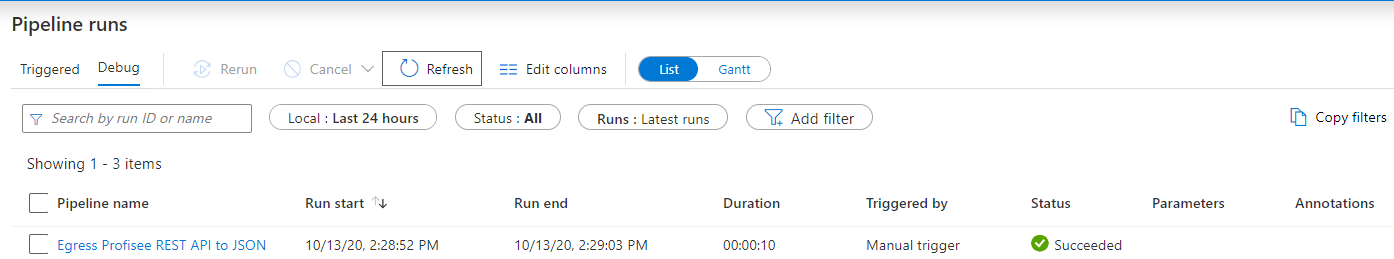 Pipeline runs
Triggered Debug Rerun Cancel Refresh Edit columns List Gantt
Search by run ID or name Local : Last 24 hours Status : All Runs : Latest runs Add filter Copy filters
Showing 1 - 3 items
Pipeline name Run start Run end Duration Triggered by Status Parameters Annotations
Egress Profisee REST API to JSON 10/13/20, 2:28:52 PM 10/13/20, 2:29:03 PM 00:00:10 Manual trigger Succeeded